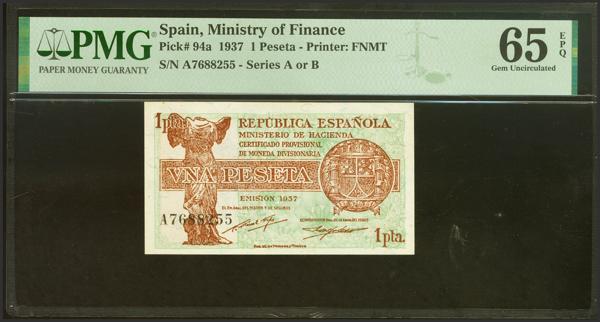 PMG
PAPER MONEY GUARANTY
Spain, Ministry of Finance
Pick# 94a 1937 1 Peseta - Printer: FNMT
S/N A7688255 - Series A or B
65 EPQ
Gem Uncirculated
1pta.
REPÚBLICA ESPAÑOLA
MINISTERIO DE HACIENDA
CERTIFICADO PROVISIONAL
DE MONEDA DIVISIONARIA
VNA PESETA
EMISIÓN 1937
A7688255
1pta.